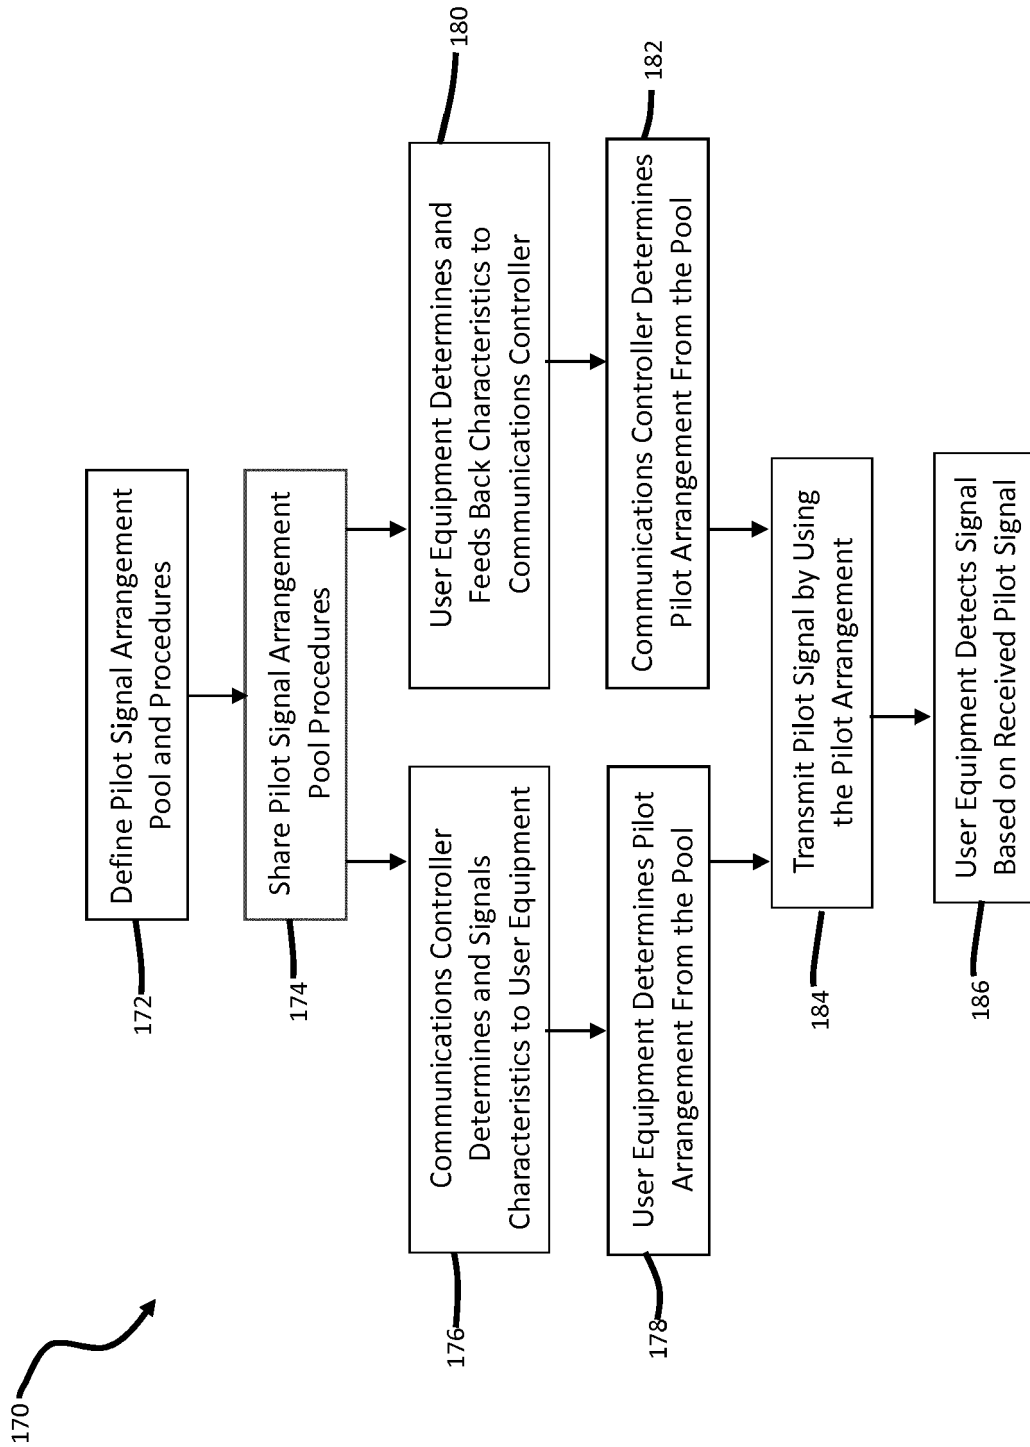 170
172
Define Pilot Signal Arrangement
Pool and Procedures
174
Share Pilot Signal Arrangement
Pool Procedures
176
Communications Controller
Determines and Signals
Characteristics to User Equipment
180
User Equipment Determines and
Feeds Back Characteristics to
Communications Controller
178
User Equipment Determines Pilot
Arrangement From the Pool
182
Communications Controller Determines
Pilot Arrangement From the Pool
184
Transmit Pilot Signal by Using
the Pilot Arrangement
186
User Equipment Detects Signal
Based on Received Pilot Signal